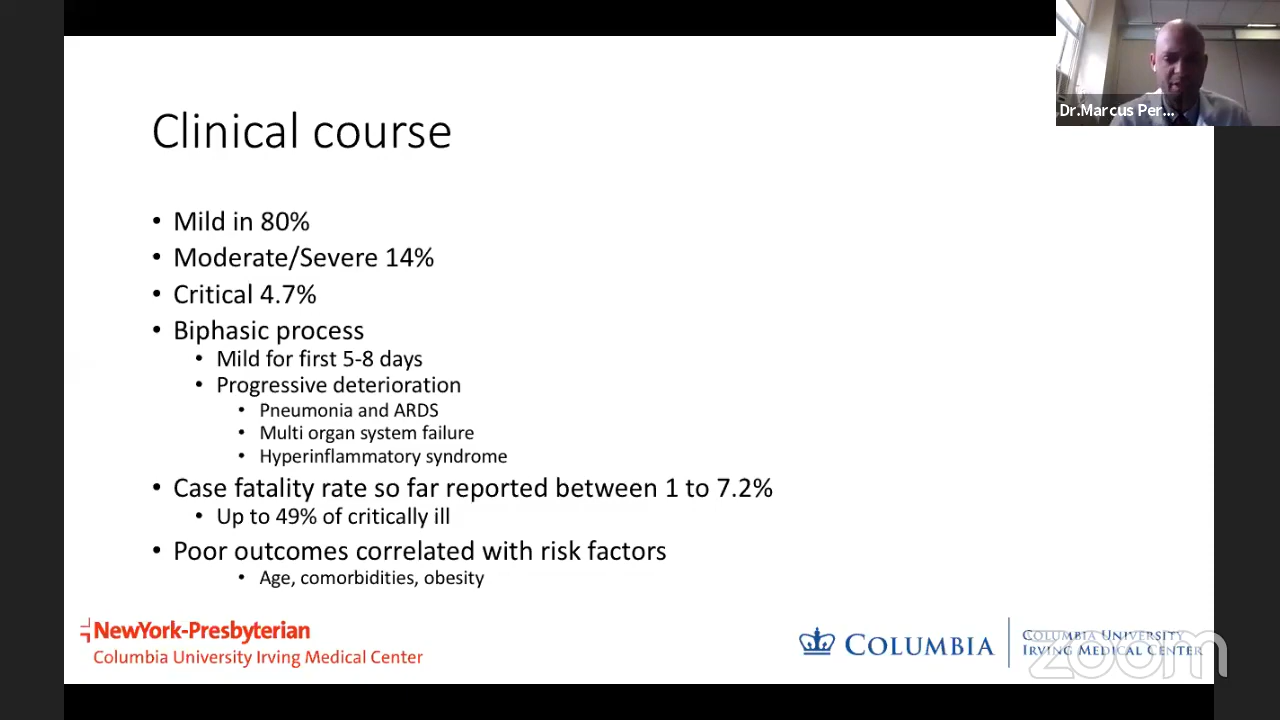 Dr.Marcus Per...
Clinical course
• Mild in 80%
• Moderate/Severe 14%
• Critical 4.7%
• Biphasic process
• Mild for first 5-8 days
• Progressive deterioration
• Pneumonia and ARDS
• Multi organ system failure
• Hyperinflammatory syndrome
• Case fatality rate so far reported between 1 to 7.2%
• Up to 49% of critically ill
• Poor outcomes correlated with risk factors
• Age, comorbidities, obesity
NewYork-Presbyterian
Columbia University Irving Medical Center
COLUMBIA
COLUMBIA UNIVERSITY
IRVING MEDICAL CENTER
zoom